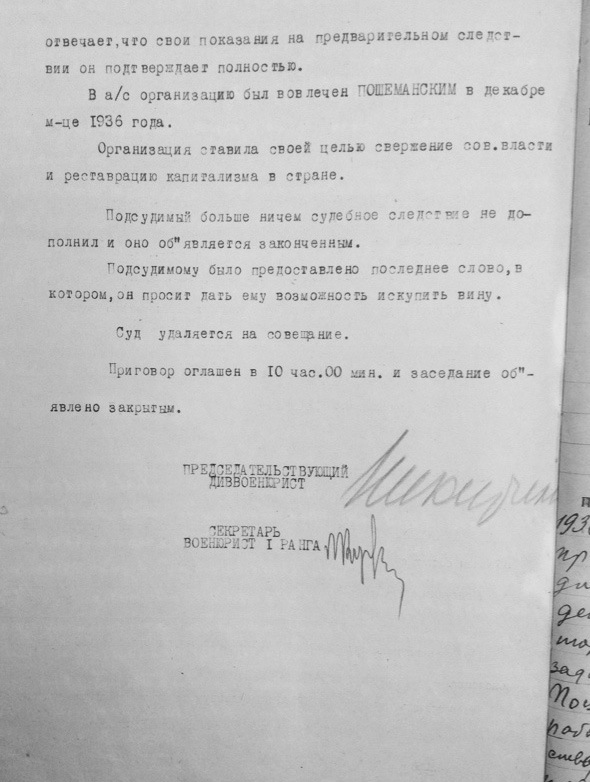 отвечает,что свои показания на предварительном следст-
вии он подтверждает полностью.
В а/с организацию был вовлечен ПОШЕМАНСКИМ в декабре
м-це 1936 года.
Организация ставила своей целью свержение сов.власти
и реставрацию капитализма в стране.
Подсудимый больше ничем судебное следствие не до-
полнил и оно об"является законченным.
Подсудимому было предоставлено последнее слово,в
котором,он просит дать ему возможность искупить вину.
Суд удаляется на совещание.
Приговор оглашен в 10 час.00 мин. и заседание об"-
явлено закрытым.
ПРЕДСЕДАТЕЛЬСТВУЮЩИЙ
ДИВВОЕНЮРИСТ
СЕКРЕТАРЬ
ВОЕНЮРИСТ I РАНГА